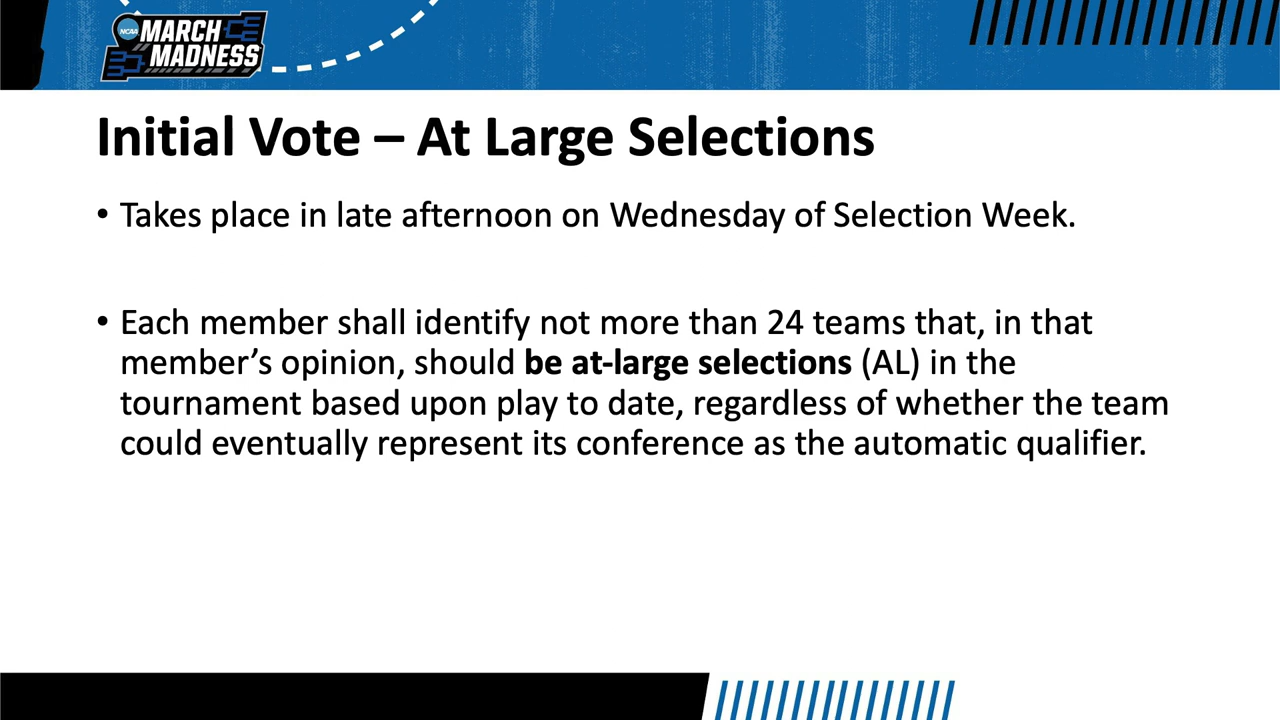 NCAA
MARCH
MADNESS
Initial Vote – At Large Selections
• Takes place in late afternoon on Wednesday of Selection Week.
• Each member shall identify not more than 24 teams that, in that
member’s opinion, should be at-large selections (AL) in the
tournament based upon play to date, regardless of whether the team
could eventually represent its conference as the automatic qualifier.